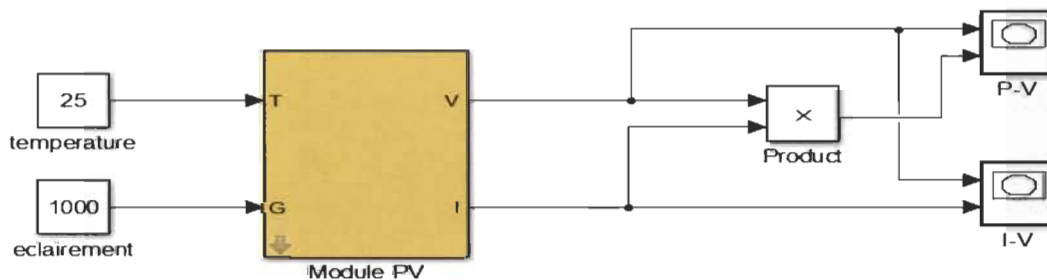 25
temperature
1000
eclairement
T
G
V
I
Module PV
×
Product
P-V
I-V